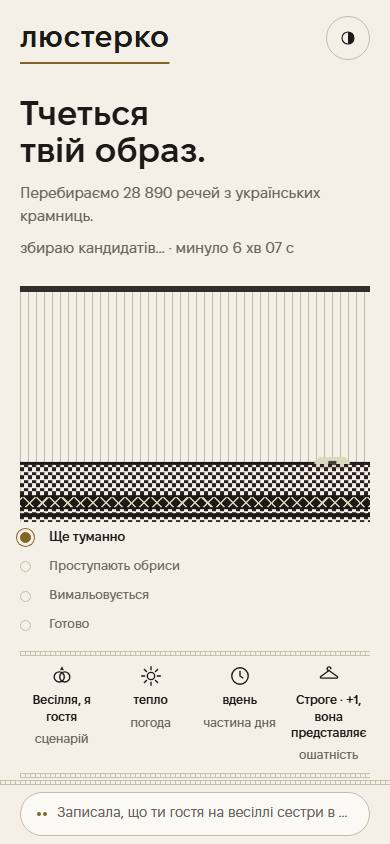 люстерко
Тчеться
твій образ.
Перебираємо 28 890 речей з українських
крамниць.
збираю кандидатів… · минуло 6 хв 07 с
Ще туманно
Проступають обриси
Вимальовується
Готово
Весілля, я
гостя
сценарій
тепло
погода
вдень
частина дня
Строге · +1,
вона
представляє
ошатність
Записала, що ти гостя на весіллі сестри в ...